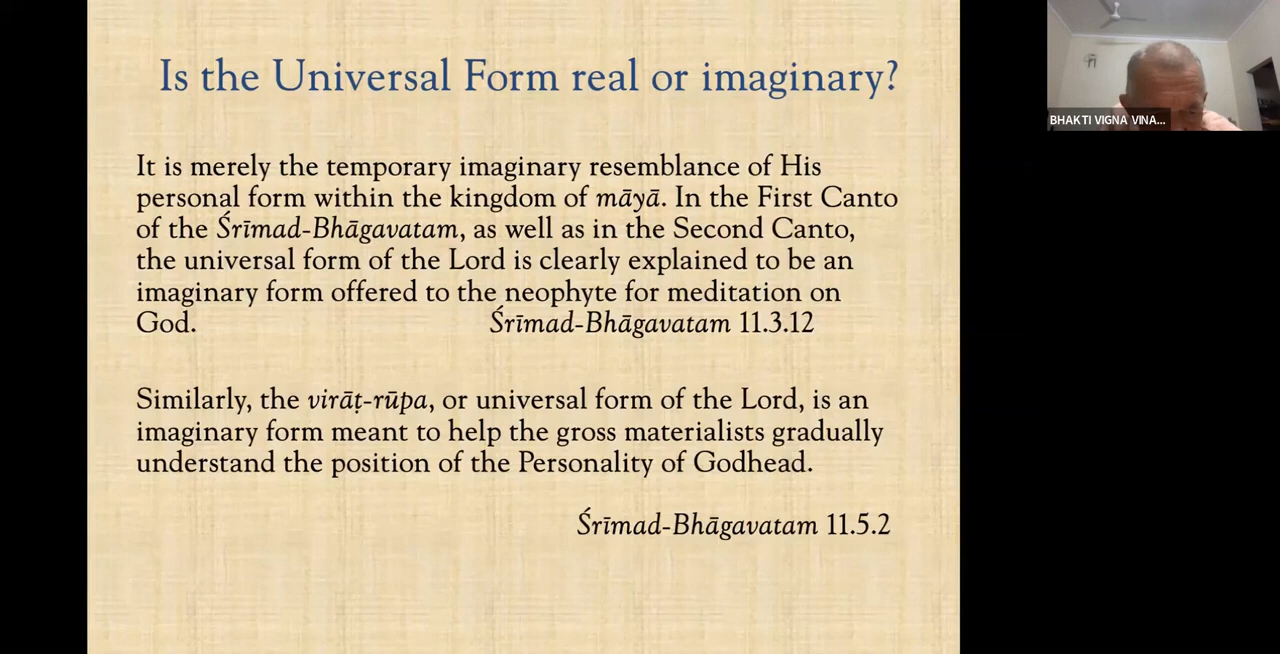 Is the Universal Form real or imaginary?
It is merely the temporary imaginary resemblance of His
personal form within the kingdom of māyā. In the First Canto
of the Śrīmad-Bhāgavatam, as well as in the Second Canto,
the universal form of the Lord is clearly explained to be an
imaginary form offered to the neophyte for meditation on
God. Śrīmad-Bhāgavatam 11.3.12
Similarly, the virāṭ-rūpa, or universal form of the Lord, is an
imaginary form meant to help the gross materialists gradually
understand the position of the Personality of Godhead.
Śrīmad-Bhāgavatam 11.5.2
BHAKTI VIGNA VINA...